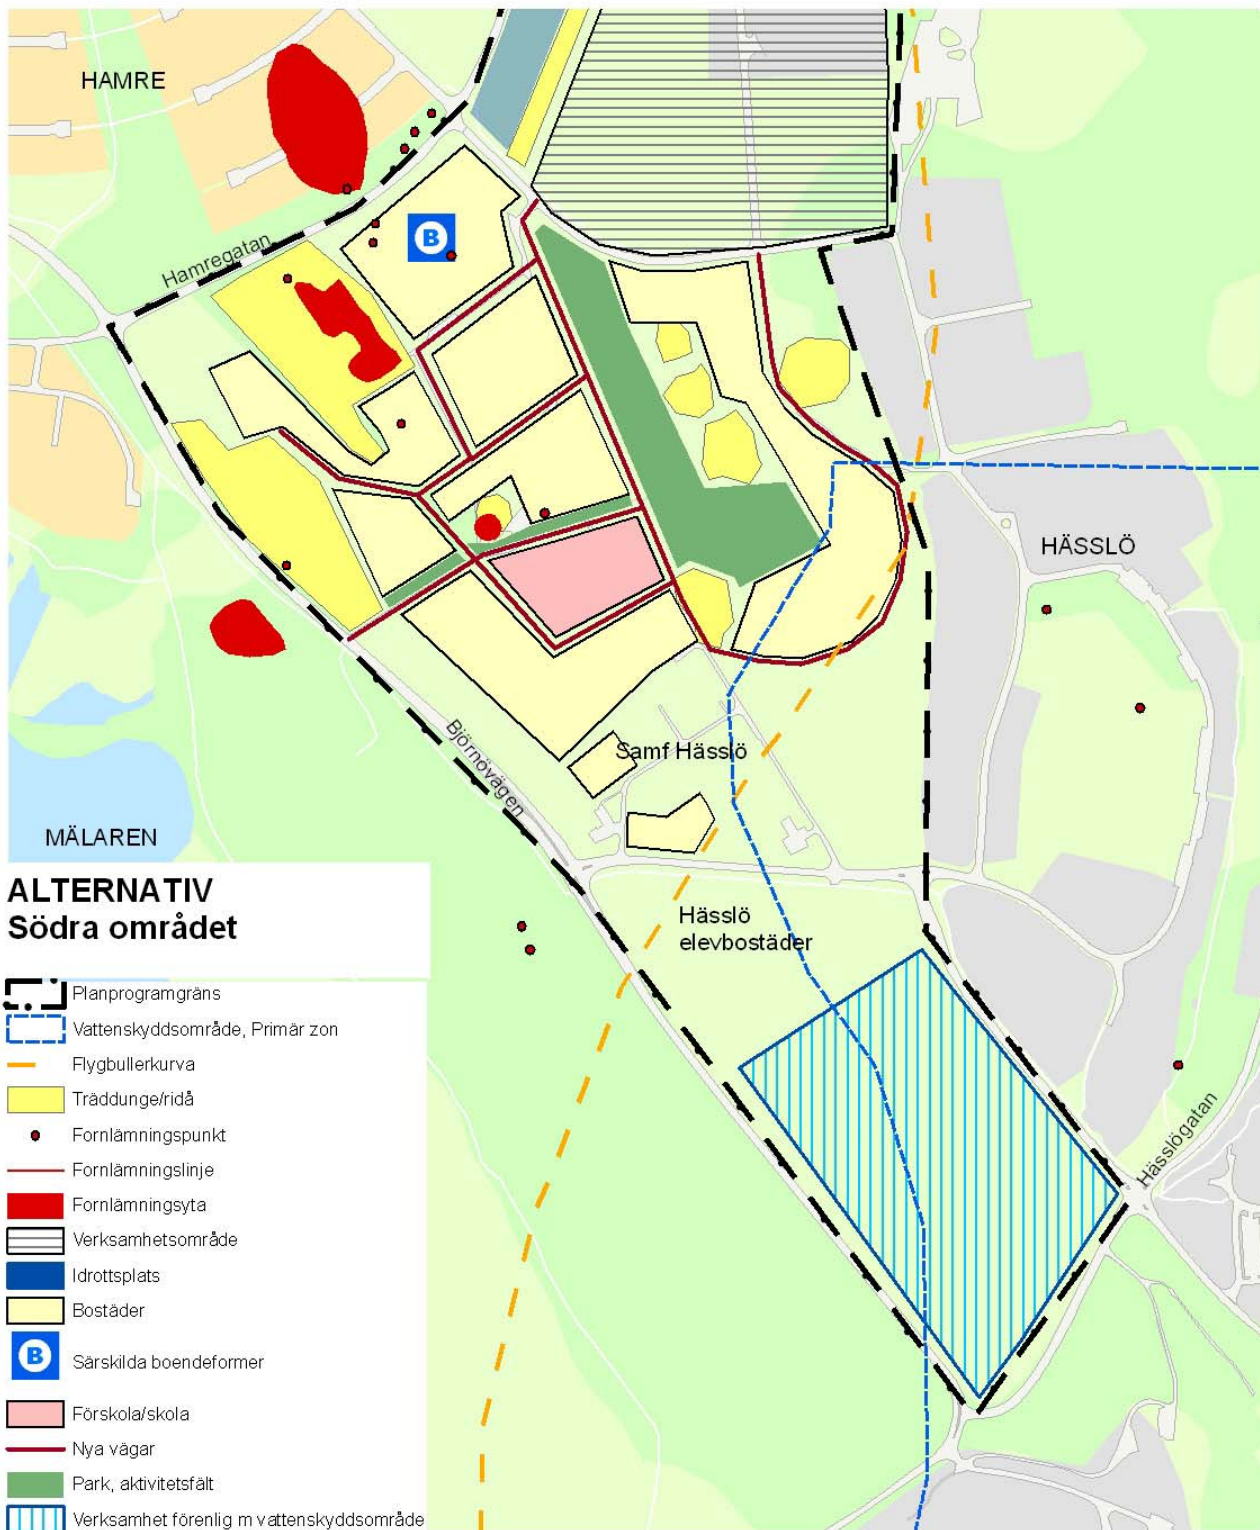 HAMRE
Hamregatan
B
HÄSSLÖ
Björnövägen
Samf Hässlö
MÄLAREN
Hässlö
elevbostäder
Hässlögatan
ALTERNATIV
Södra området
Planprogramgräns
Vattenskyddsområde, Primär zon
Flygbullerkurva
Träddunge/ridå
Fornlämningspunkt
Fornlämningslinje
Fornlämningsyta
Verksamhetsområde
Idrottsplats
Bostäder
B
Särskilda boendeformer
Förskola/skola
Nya vägar
Park, aktivitetsfält
Verksamhet förenlig m vattenskyddsområde